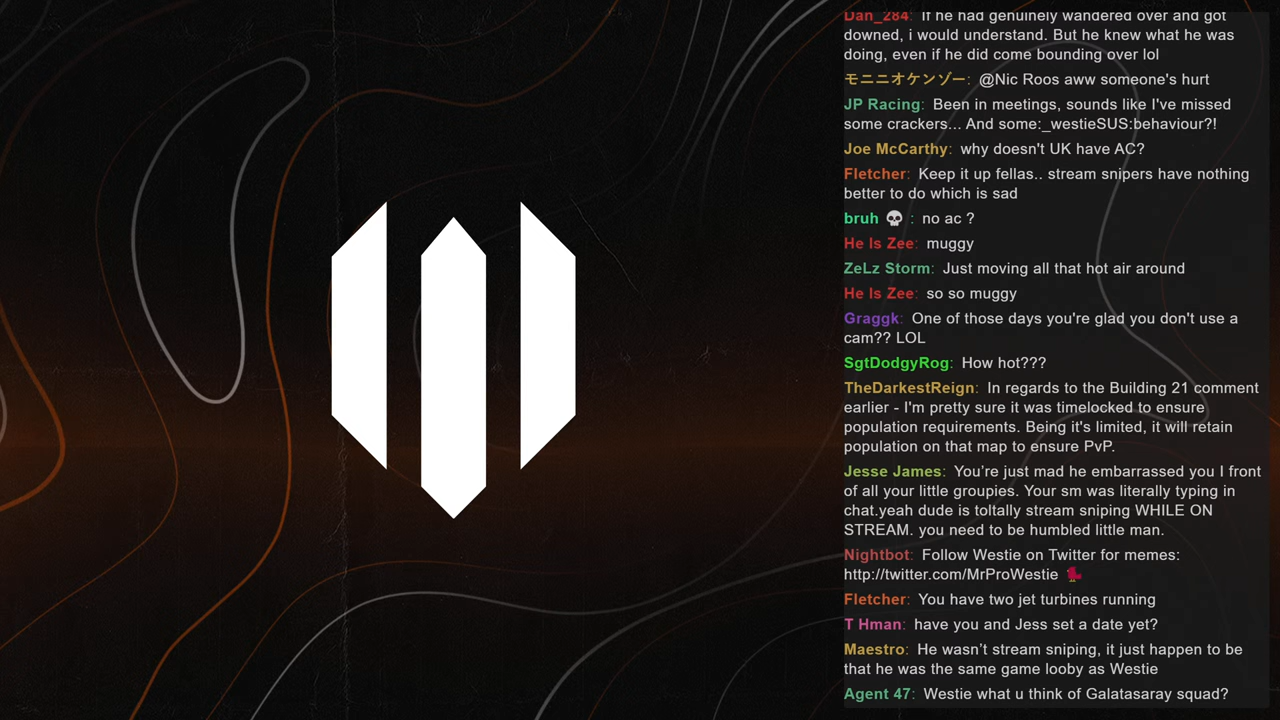 Dan_284: If he had genuinely wandered over and got
downed, i would understand. But he knew what he was
doing, even if he did come bounding over lol
モニニオケンゾー: @Nic Roos aww someone's hurt
JP Racing: Been in meetings, sounds like I've missed
some crackers... And some:_westieSUS:behaviour?!
Joe McCarthy: why doesn't UK have AC?
Fletcher: Keep it up fellas.. stream snipers have nothing
better to do which is sad
bruh 💀 : no ac ?
He Is Zee: muggy
ZeLz Storm: Just moving all that hot air around
He Is Zee: so so muggy
Graggk: One of those days you're glad you don't use a
cam?? LOL
SgtDodgyRog: How hot???
TheDarkestReign: In regards to the Building 21 comment
earlier - I'm pretty sure it was timelocked to ensure
population requirements. Being it's limited, it will retain
population on that map to ensure PvP.
Jesse James: You’re just mad he embarrassed you I front
of all your little groupies. Your sm was literally typing in
chat.yeah dude is toltally stream sniping WHILE ON
STREAM. you need to be humbled little man.
Nightbot: Follow Westie on Twitter for memes:
http://twitter.com/MrProWestie
Fletcher: You have two jet turbines running
T Hman: have you and Jess set a date yet?
Maestro: He wasn’t stream sniping, it just happen to be
that he was the same game looby as Westie
Agent 47: Westie what u think of Galatasaray squad?